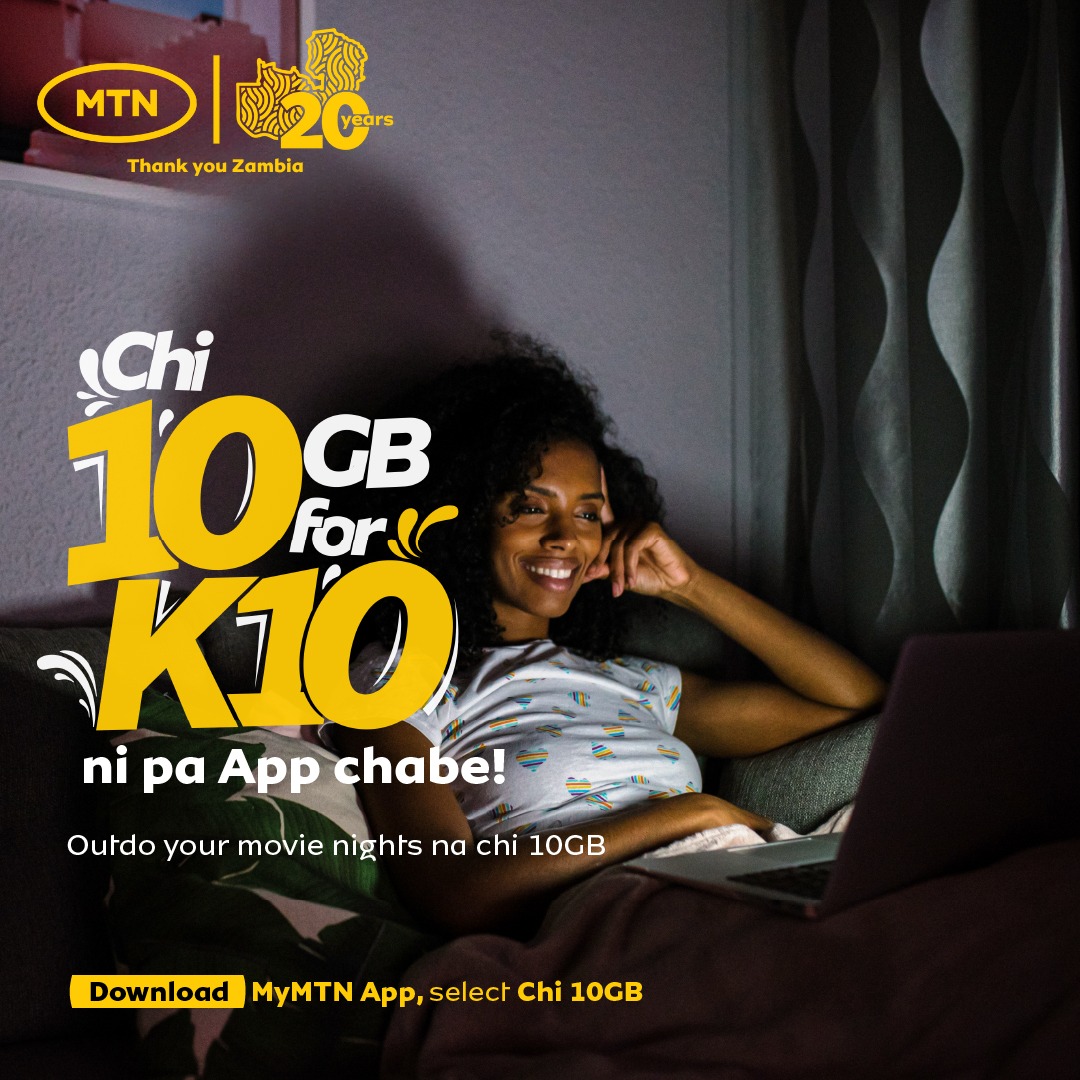 MTN
20 years
Thank you Zambia
Chi
10GB
for
K10
ni pa App chabe!
Outdo your movie nights na chi 10GB
Download MyMTN App, select Chi 10GB